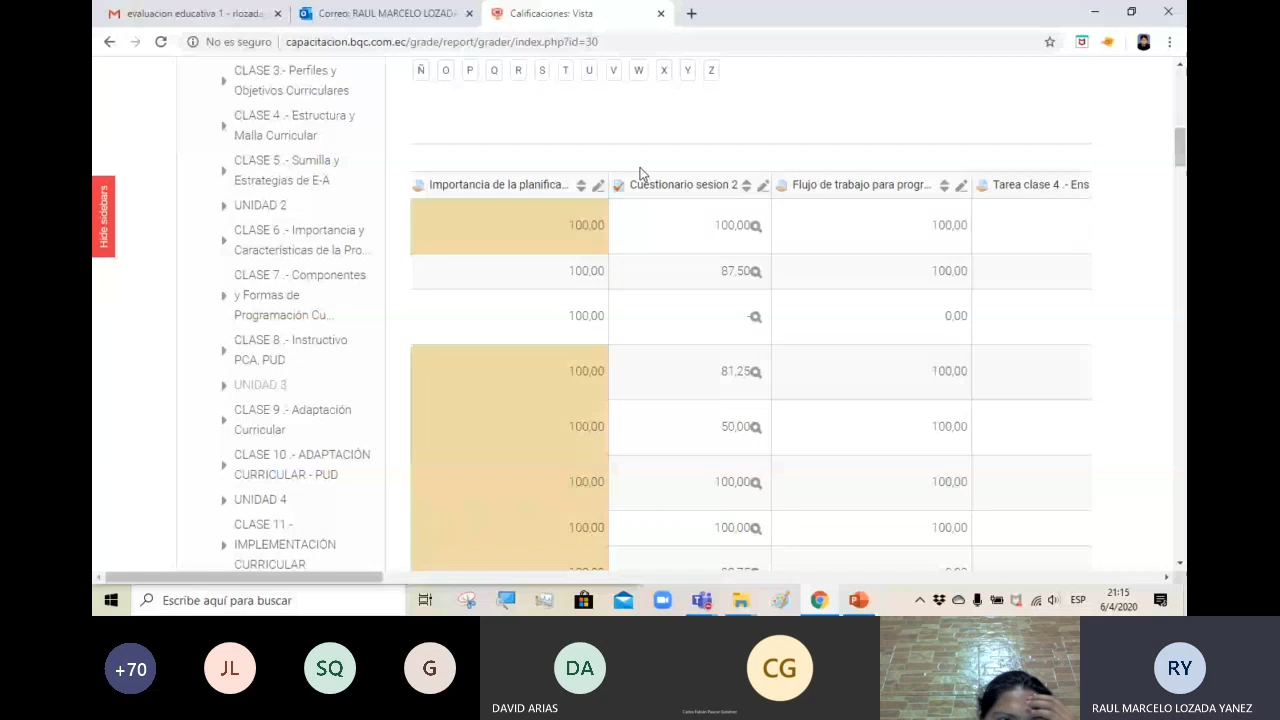 evaluacion educativa 1 - rlozad
Correo: RAUL MARCELO LOZAD
Calificaciones: Vista
No es seguro
capacitacion.bqc.com.ec/grade/report/grader/index.php?id=30
Ñ O P Q R S T U V W X Y Z
CLASE 3.- Perfiles y
Objetivos Curriculares
CLASE 4 .- Estructura y
Malla Curricular
CLASE 5 .- Sumilla y
Estrategias de E-A
UNIDAD 2
CLASE 6 .- Importancia y
Características de la Pro...
CLASE 7 .- Componentes
y Formas de
Programación Cu...
CLASE 8 .- Instructivo
PCA, PUD
UNIDAD 3
CLASE 9 .- Adaptación
Curricular
CLASE 10 .- ADAPTACIÓN
CURRICULAR - PUD
UNIDAD 4
CLASE 11 -
IMPLEMENTACIÓN
CURRICULAR
Hide sidebars
Importancia de la planifica... Cuestionario sesion 2 Flujo de trabajo para progr... Tarea clase 4 .- Ens
100,00 100,00 100,00
100,00 87,50 100,00
100,00 - 0,00
100,00 81,25 100,00
100,00 50,00 100,00
100,00 100,00 100,00
100,00 100,00 100,00
Escribe aquí para buscar
ESP
21:15
6/4/2020
+70
JL
SQ
G
DA
DAVID ARIAS
CG
RY
RAUL MARCELO LOZADA YANEZ